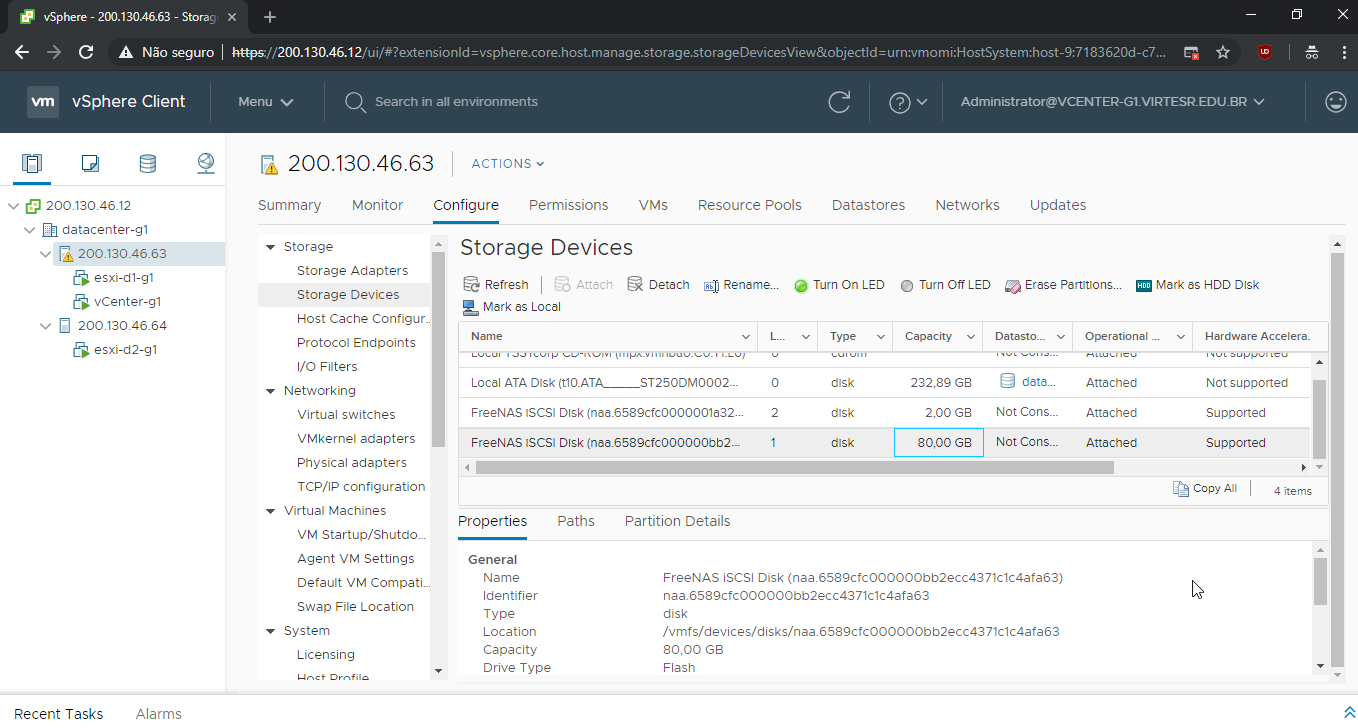 vSphere - 200.130.46.63 - Storag
Não seguro | https://200.130.46.12/ui/#?extensionId=vsphere.core.host.manage.storage.storageDevicesView&objectId=urn:vmomi:HostSystem:host-9:7183620d-c7...
vm vSphere Client Menu Search in all environments Administrator@VCENTER-G1.VIRTESR.EDU.BR
200.130.46.12
datacenter-g1
200.130.46.63
esxi-d1-g1
vCenter-g1
200.130.46.64
esxi-d2-g1
200.130.46.63 ACTIONS
Summary Monitor Configure Permissions VMs Resource Pools Datastores Networks Updates
Storage
Storage Adapters
Storage Devices
Host Cache Configur..
Protocol Endpoints
I/O Filters
Networking
Virtual switches
VMkernel adapters
Physical adapters
TCP/IP configuration
Virtual Machines
VM Startup/Shutdo...
Agent VM Settings
Default VM Compati...
Swap File Location
System
Licensing
Host Profile
Storage Devices
Refresh Attach Detach Rename... Turn On LED Turn Off LED Erase Partitions... HDD Mark as HDD Disk
Mark as Local
Name L... Type Capacity Datasto... Operational ... Hardware Accelera.
0 cdrom Not Cons... Attached Not supported
Local ATA Disk (t10.ATA_____ST250DM0002... 0 disk 232,89 GB data... Attached Not supported
FreeNAS iSCSI Disk (naa.6589cfc0000001a32... 2 disk 2,00 GB Not Cons... Attached Supported
FreeNAS iSCSI Disk (naa.6589cfc000000bb2... 1 disk 80,00 GB Not Cons... Attached Supported
Copy All 4 items
Properties Paths Partition Details
General
Name FreeNAS iSCSI Disk (naa.6589cfc000000bb2ecc4371c1c4afa63)
Identifier naa.6589cfc000000bb2ecc4371c1c4afa63
Type disk
Location /vmfs/devices/disks/naa.6589cfc000000bb2ecc4371c1c4afa63
Capacity 80,00 GB
Drive Type Flash
Recent Tasks Alarms